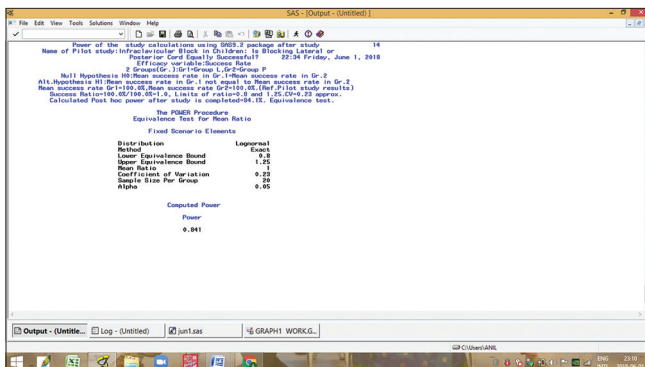 SAS - [Output - (Untitled)]
File Edit View Tools Solutions Window Help
Power of the study calculations using SAS9.2 package after study 14
Name of Pilot study:Infraclavicular Block in Children: Is Blocking Lateral or
Posterior Cord Equally Successful? 22:34 Friday, June 1, 2018
Efficacy variable:Success Rate
2 Groups(Gr.):Gr1=Group L,Gr2=Group P
Null Hypothesis H0:Mean success rate in Gr.1=Mean success rate in Gr.2
Alt.Hypothesis H1:Mean success rate in Gr.1 not equal to Mean success rate in Gr.2
Mean success rate Gr1=100.0%,Mean success rate Gr2=100.0%.(Ref.Pilot study results)
Success Ratio=100.0%/100.0%=1.0, Limits of ratio=0.8 and 1.25.CV=0.23 approx.
Calculated Post hoc power after study is completed=84.1%. Equivalence test.
The POWER Procedure
Equivalence Test for Mean Ratio
Fixed Scenario Elements
Distribution Lognormal
Method Exact
Lower Equivalence Bound 0.8
Upper Equivalence Bound 1.25
Mean Ratio 1
Coefficient of Variation 0.23
Sample Size Per Group 20
Alpha 0.05
Computed Power
Power
0.841
Output - (Untitle... Log - (Untitled) jun1.sas GRAPH1 WORK.G...
C:\Users\ANIL
ENG 23:10
INTL 2018-06-01